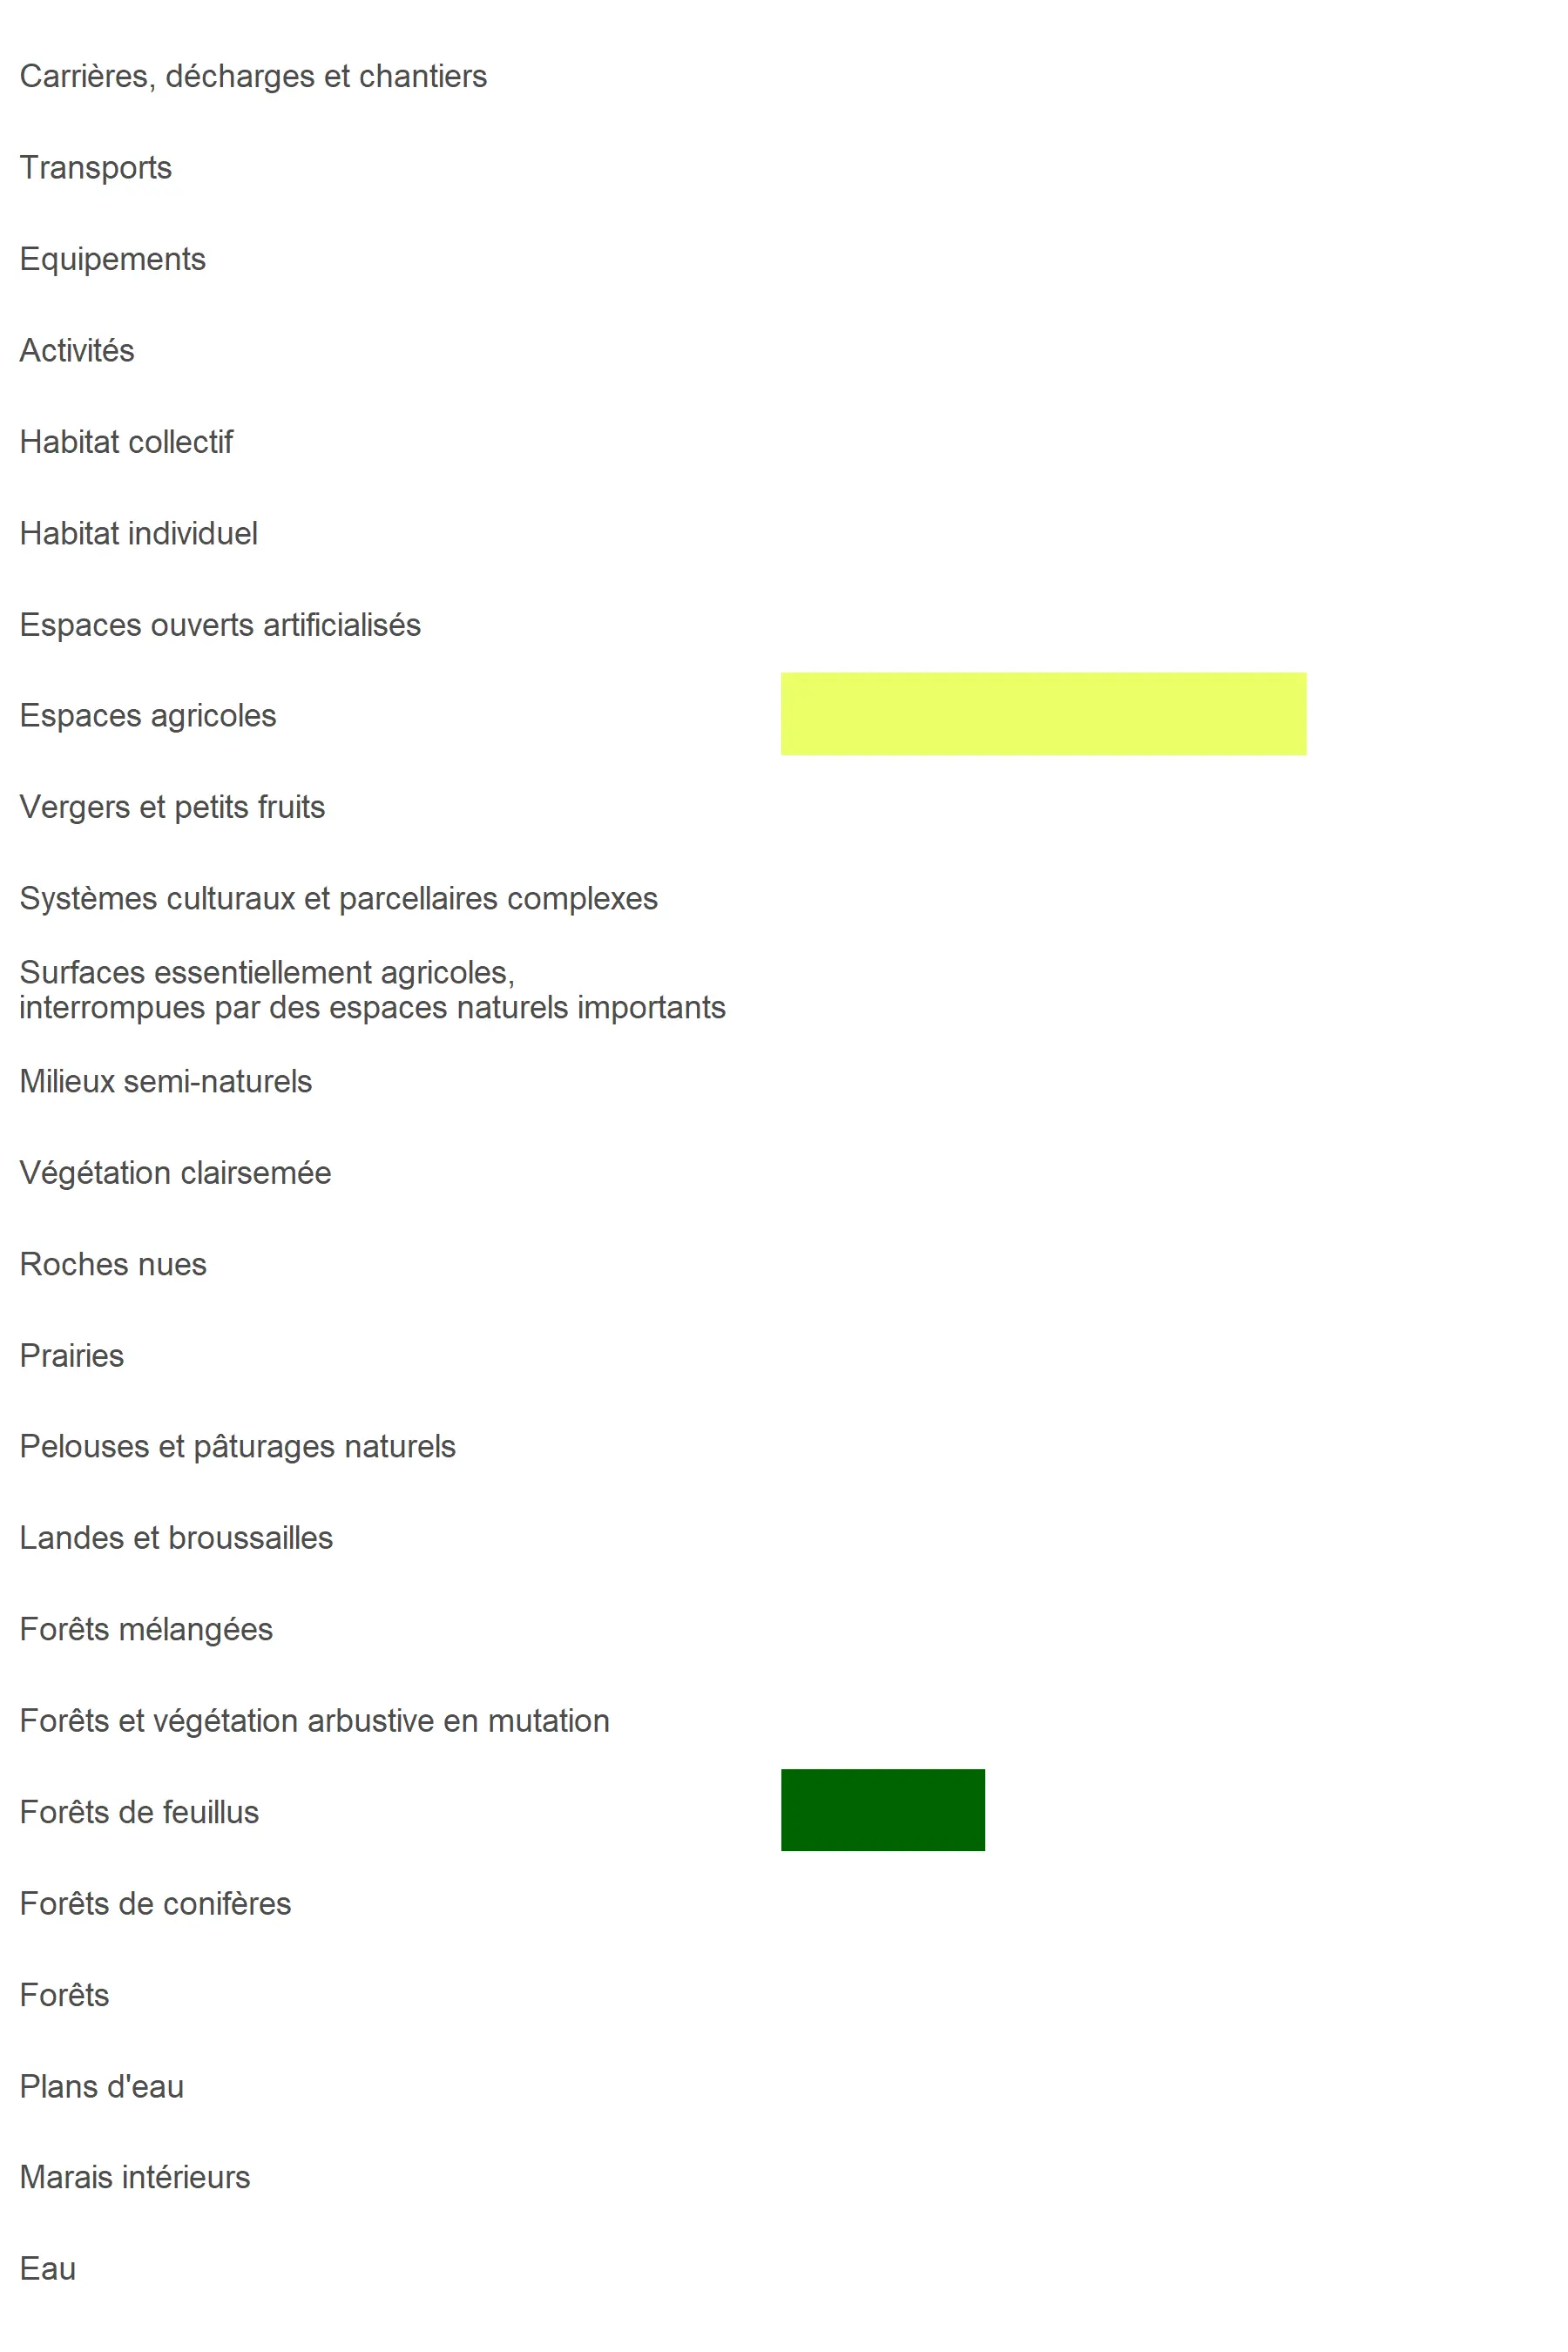 Carrières, décharges et chantiers
Transports
Equipements
Activités
Habitat collectif
Habitat individuel
Espaces ouverts artificialisés
Espaces agricoles
Vergers et petits fruits
Systèmes culturaux et parcellaires complexes
Surfaces essentiellement agricoles,
interrompues par des espaces naturels importants
Milieux semi-naturels
Végétation clairsemée
Roches nues
Prairies
Pelouses et pâturages naturels
Landes et broussailles
Forêts mélangées
Forêts et végétation arbustive en mutation
Forêts de feuillus
Forêts de conifères
Forêts
Plans d'eau
Marais intérieurs
Eau